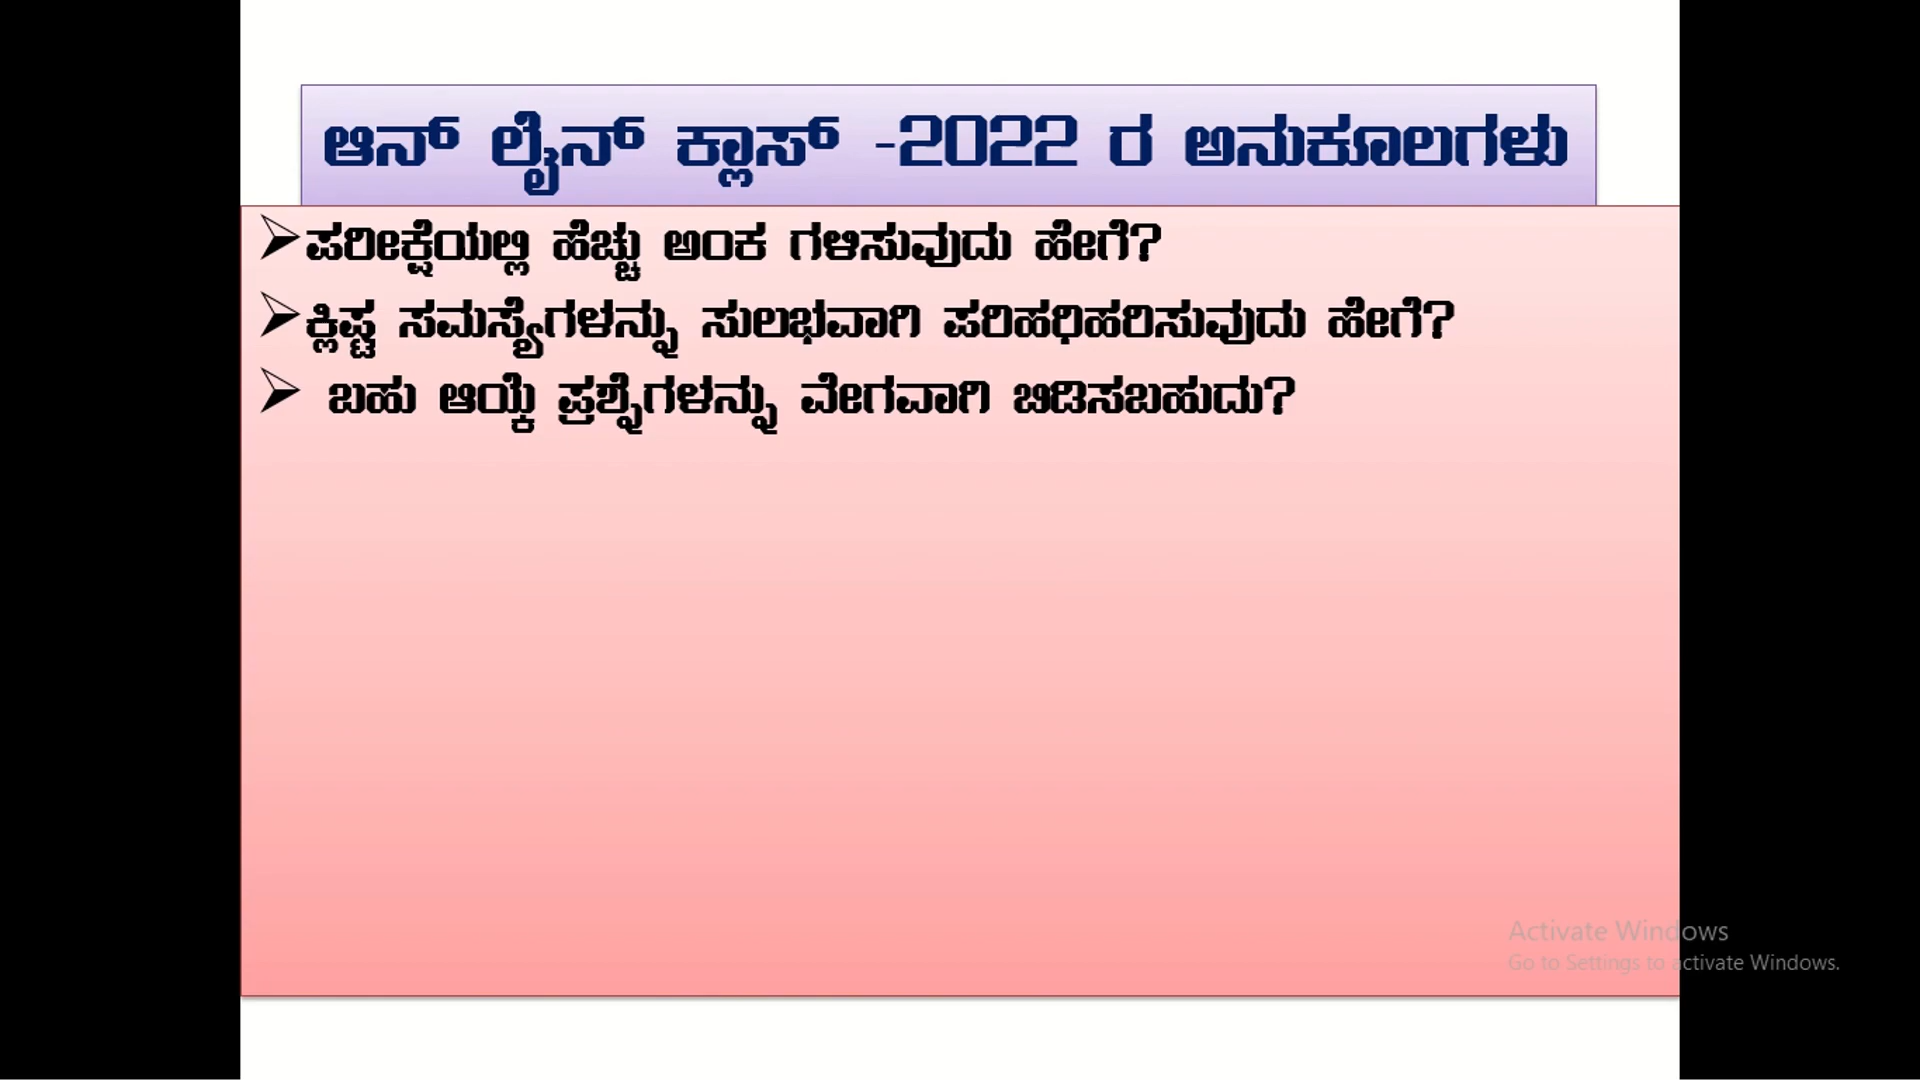 ಆನ್ ಲೈನ್ ಕ್ಲಾಸ್ -2022 ರ ಅನುಕೂಲಗಳು
➢ಪರೀಕ್ಷೆಯಲ್ಲಿ ಹೆಚ್ಚು ಅಂಕ ಗಳಿಸುವುದು ಹೇಗೆ?
➢ಕ್ಲಿಷ್ಟ ಸಮಸ್ಯೆಗಳನ್ನು ಸುಲಭವಾಗಿ ಪರಿಹರಿಹರಿಸುವುದು ಹೇಗೆ?
➢ ಬಹು ಆಯ್ಕೆ ಪ್ರಶ್ನೆಗಳನ್ನು ವೇಗವಾಗಿ ಬಿಡಿಸಬಹುದು?
Activate Windows
Go to Settings to activate Windows.